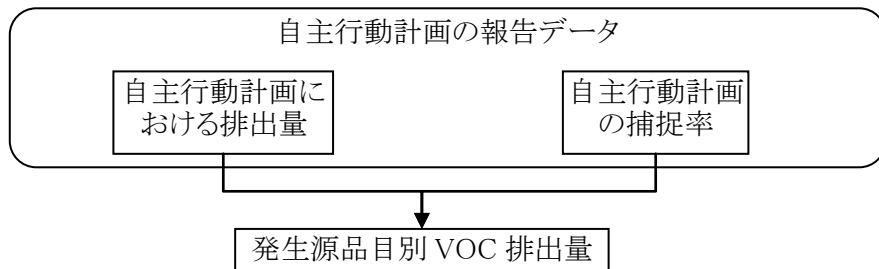 自主行動計画の報告データ
自主行動計画に
おける排出量
自主行動計画
の捕捉率
発生源品目別 VOC 排出量